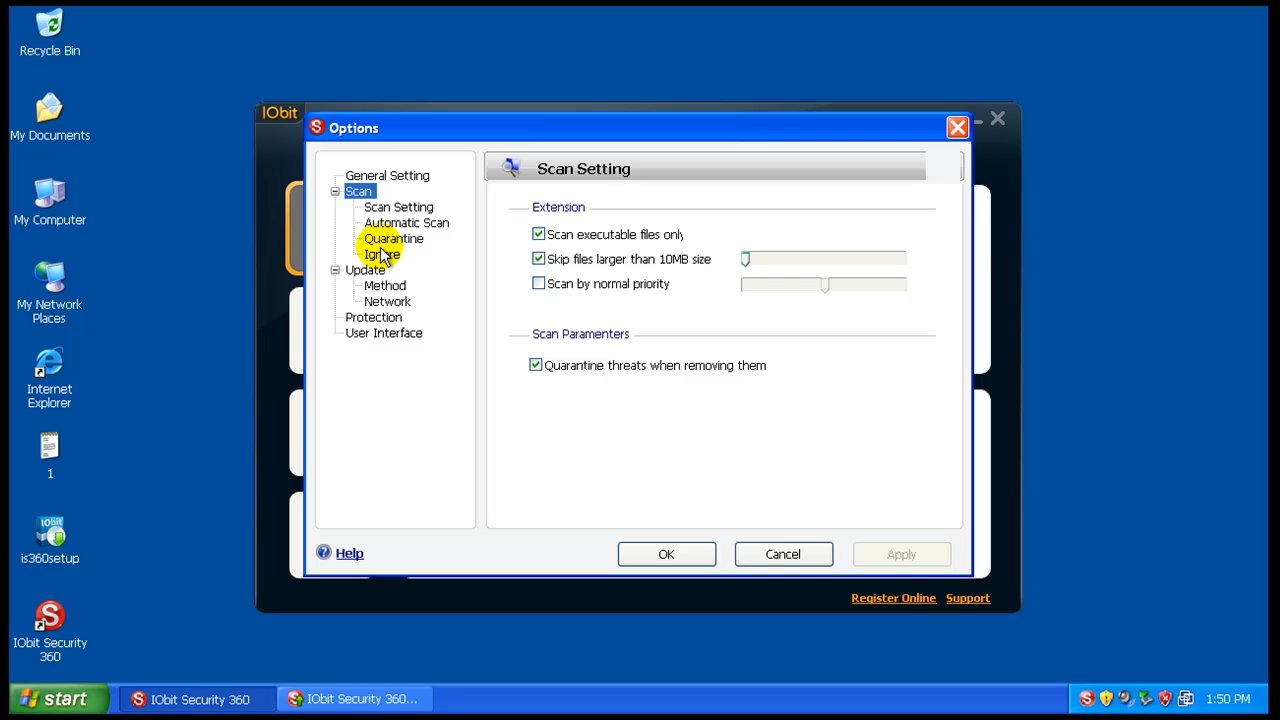 Recycle Bin
My Documents
My Computer
My Network
Places
Internet
Explorer
1
IObit
is360setup
IObit Security
360
IObit
Options
General Setting
Scan
Scan Setting
Automatic Scan
Quarantine
Ignore
Update
Method
Network
Protection
User Interface
Scan Setting
Extension
Scan executable files only
Skip files larger than 10MB size
Scan by normal priority
Scan Paramenters
Quarantine threats when removing them
Help
OK
Cancel
Apply
Register Online
Support
start
IObit Security 360
IObit Security 360...
1:50 PM